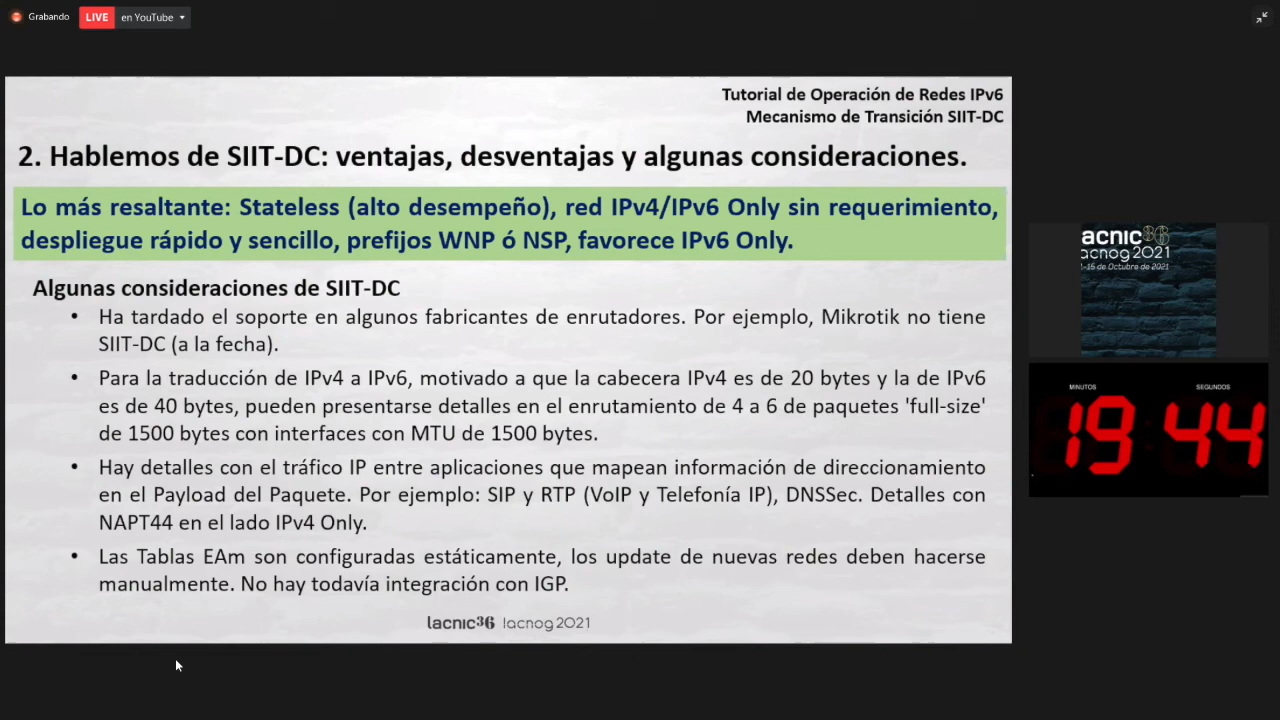 Grabando
LIVE en YouTube
Tutorial de Operación de Redes IPv6
Mecanismo de Transición SIIT-DC
2. Hablemos de SIIT-DC: ventajas, desventajas y algunas consideraciones.
Lo más resaltante: Stateless (alto desempeño), red IPv4/IPv6 Only sin requerimiento,
despliegue rápido y sencillo, prefijos WNP ó NSP, favorece IPv6 Only.
Algunas consideraciones de SIIT-DC
• Ha tardado el soporte en algunos fabricantes de enrutadores. Por ejemplo, Mikrotik no tiene
SIIT-DC (a la fecha).
• Para la traducción de IPv4 a IPv6, motivado a que la cabecera IPv4 es de 20 bytes y la de IPv6
es de 40 bytes, pueden presentarse detalles en el enrutamiento de 4 a 6 de paquetes 'full-size'
de 1500 bytes con interfaces con MTU de 1500 bytes.
• Hay detalles con el tráfico IP entre aplicaciones que mapean información de direccionamiento
en el Payload del Paquete. Por ejemplo: SIP y RTP (VoIP y Telefonía IP), DNSSec. Detalles con
NAPT44 en el lado IPv4 Only.
• Las Tablas EAm son configuradas estáticamente, los update de nuevas redes deben hacerse
manualmente. No hay todavía integración con IGP.
lacnic36 lacnog2021
acnic36
acnog2021
1-15 de Octubre de 2021
MINUTOS SEGUNDOS
19 44